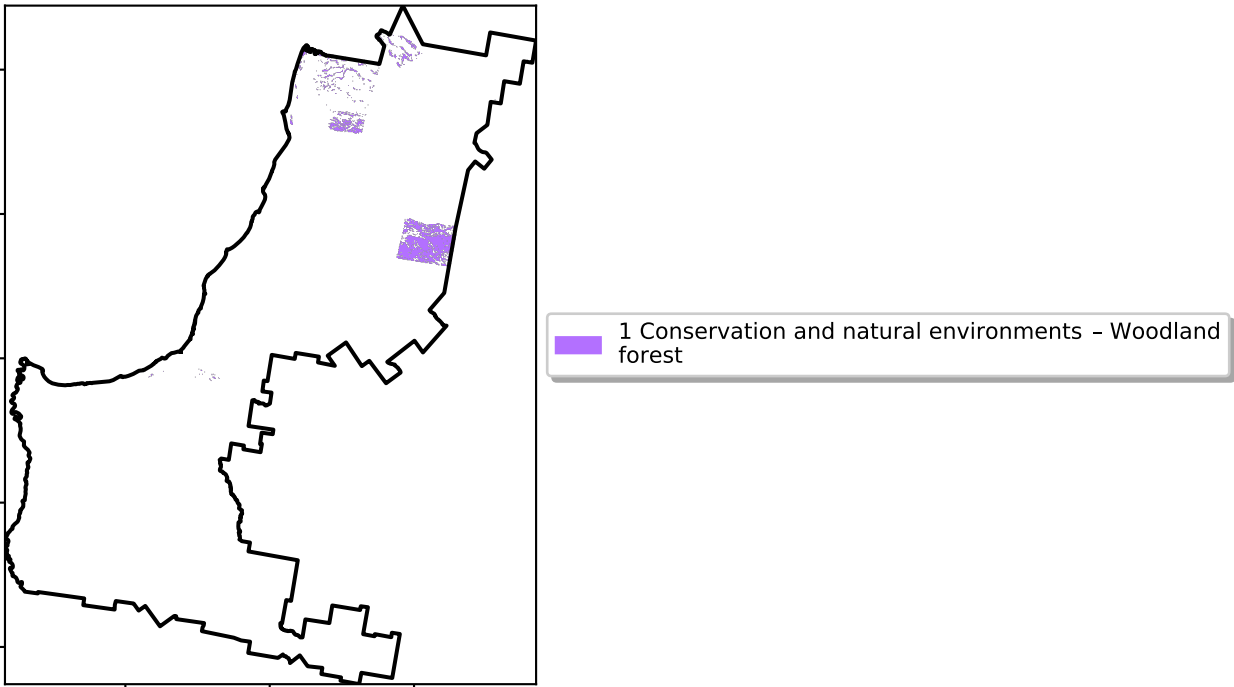 1 Conservation and natural environments – Woodland
forest